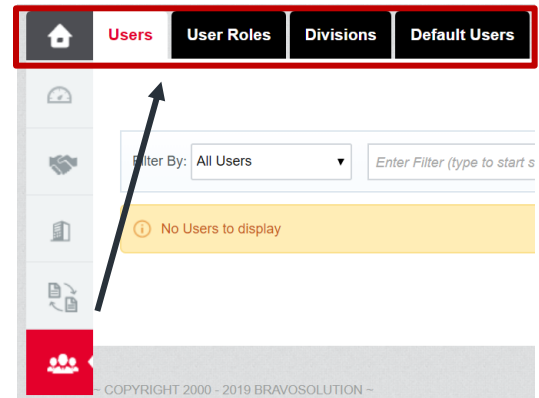 Users User Roles Divisions Default Users
Filter By: All Users Enter Filter (type to start s
No Users to display
~ COPYRIGHT 2000 - 2019 BRAVOSOLUTION ~